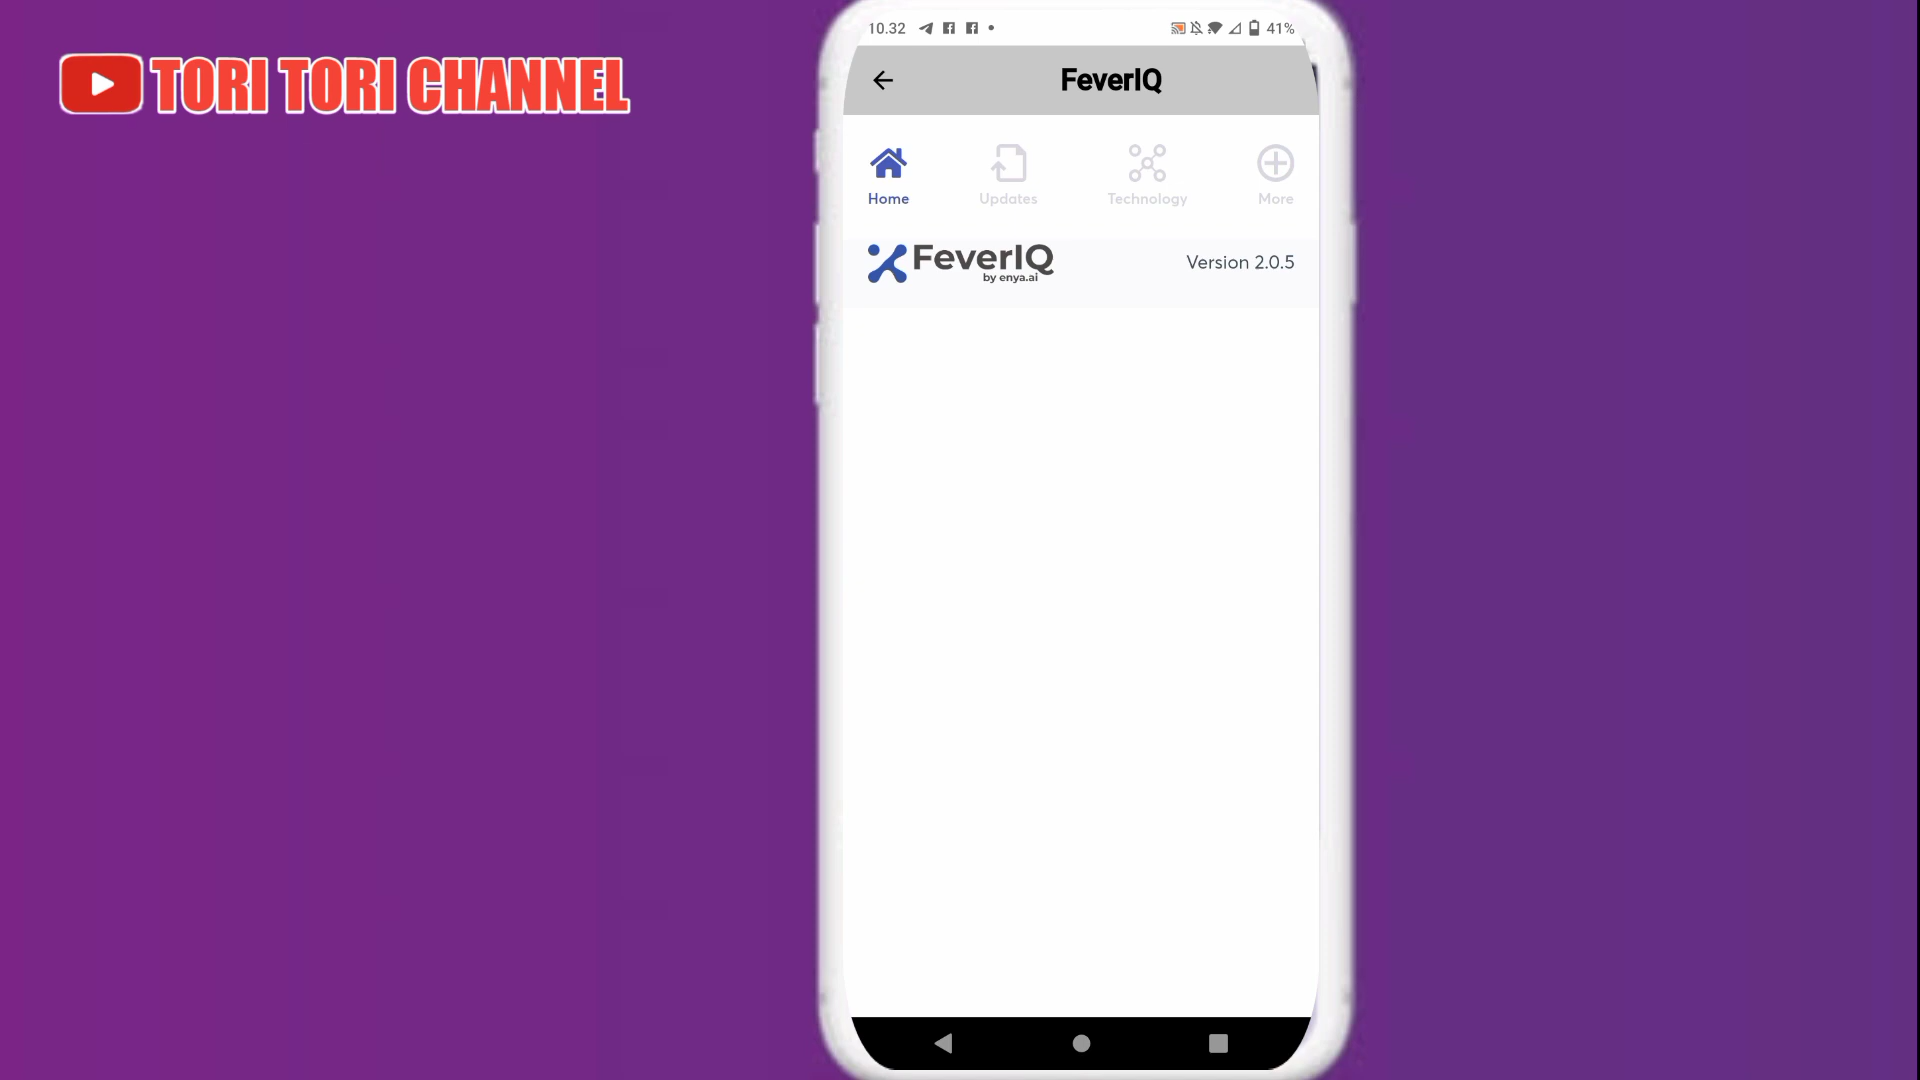 TORI TORI CHANNEL
10.32
41%
FeverIQ
Home Updates Technology More
FeverIQ
by enya.ai
Version 2.0.5